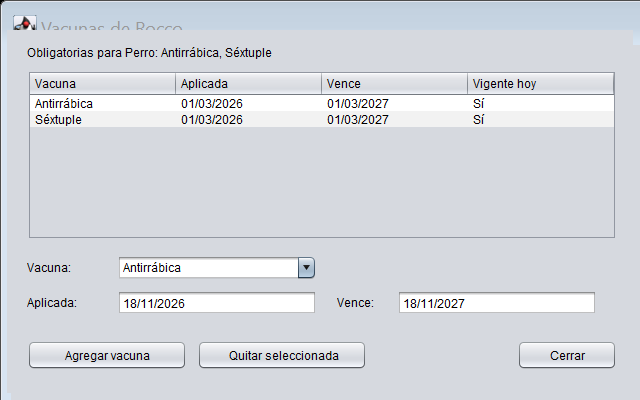 Vacunas de Rocco
Obligatorias para Perro: Antirrábica, Séxtuple
Vacuna Aplicada Vence Vigente hoy
Antirrábica 01/03/2026 01/03/2027 Sí
Séxtuple 01/03/2026 01/03/2027 Sí
Vacuna: Antirrábica
Aplicada: 18/11/2026 Vence: 18/11/2027
Agregar vacuna Quitar seleccionada Cerrar